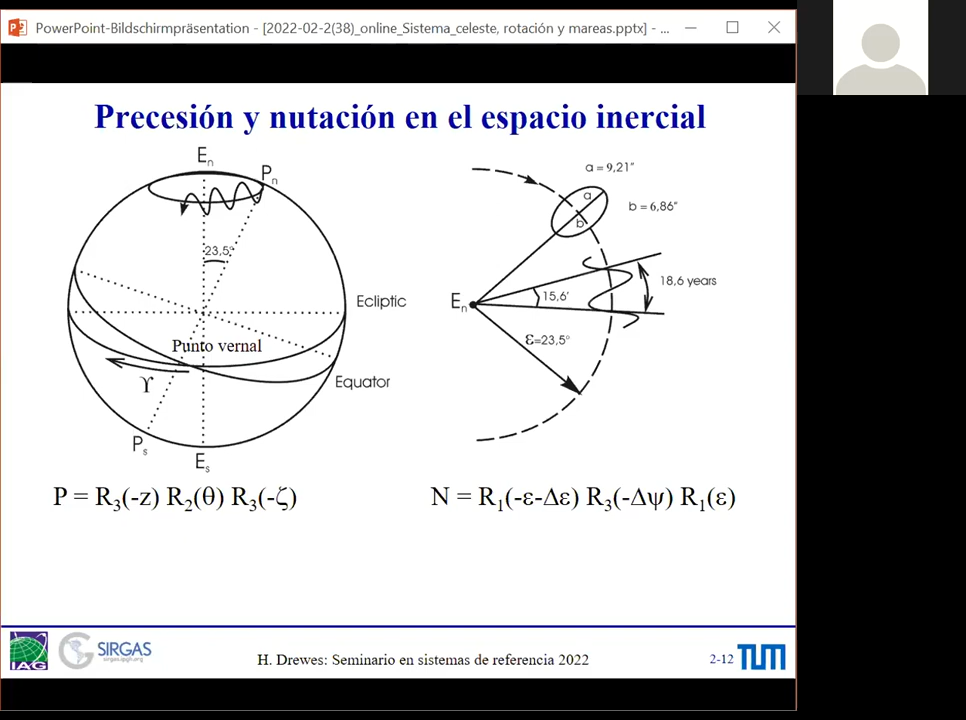 PowerPoint-Bildschirmpräsentation - [2022-02-2(38)_online_Sistema_celeste, rotación y mareas.pptx] - ...
Precesión y nutación en el espacio inercial
En
Pn
23,5°
Ecliptic
Punto vernal
ϒ
Equator
Ps
Es
a = 9,21"
a
b = 6,86"
b
18,6 years
En
15,6'
ε=23,5°
P = R3(-z) R2(θ) R3(-ζ)
N = R1(-ε-Δε) R3(-Δψ) R1(ε)
IAG
SIRGAS
sirgas.ipgh.org
H. Drewes: Seminario en sistemas de referencia 2022
2-12
TUM